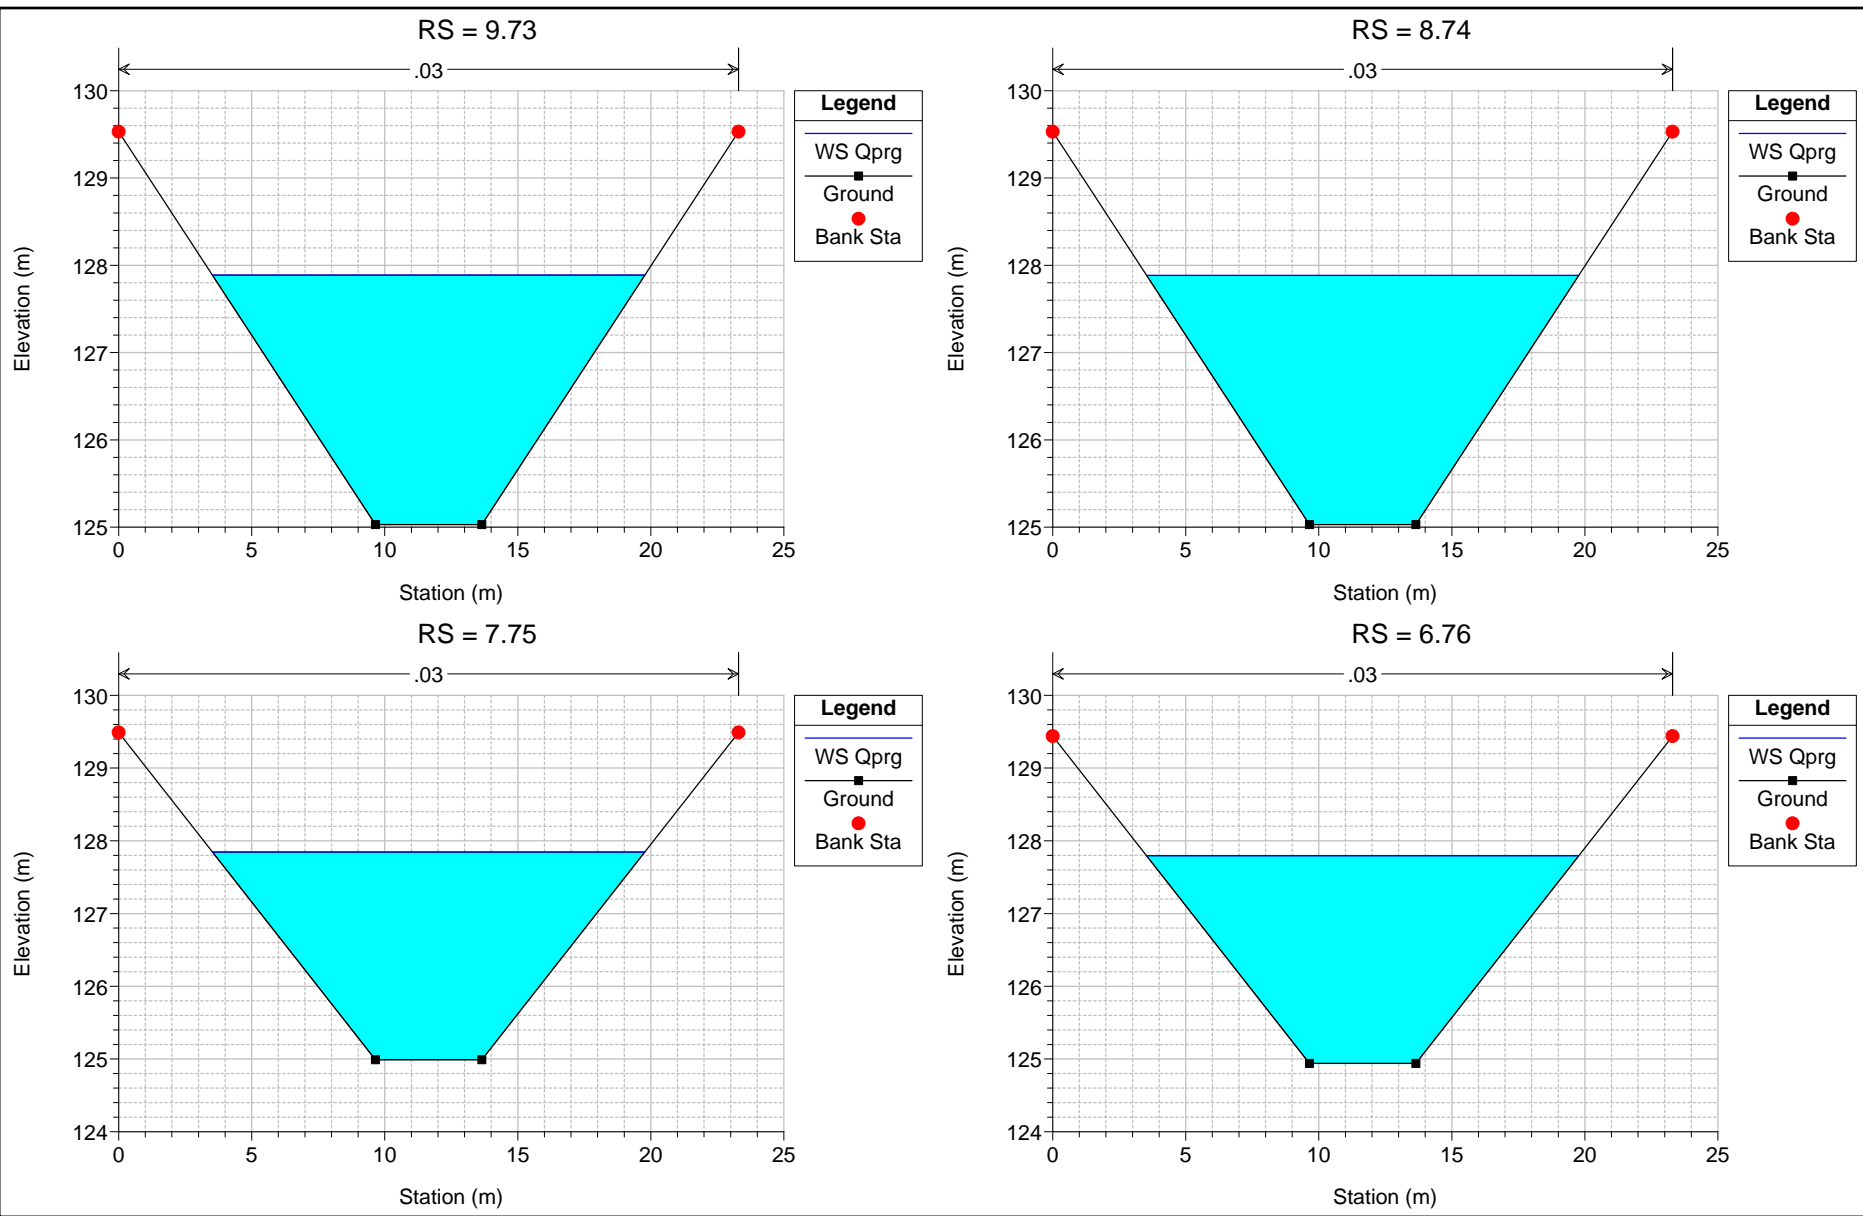 RS = 9.73
.03
130
129
128
127
126
125
0 5 10 15 20 25
Elevation (m)
Station (m)
Legend
WS Qprg
Ground
Bank Sta
RS = 8.74
.03
130
129
128
127
126
125
0 5 10 15 20 25
Elevation (m)
Station (m)
Legend
WS Qprg
Ground
Bank Sta
RS = 7.75
.03
130
129
128
127
126
125
124
0 5 10 15 20 25
Elevation (m)
Station (m)
Legend
WS Qprg
Ground
Bank Sta
RS = 6.76
.03
130
129
128
127
126
125
124
0 5 10 15 20 25
Elevation (m)
Station (m)
Legend
WS Qprg
Ground
Bank Sta